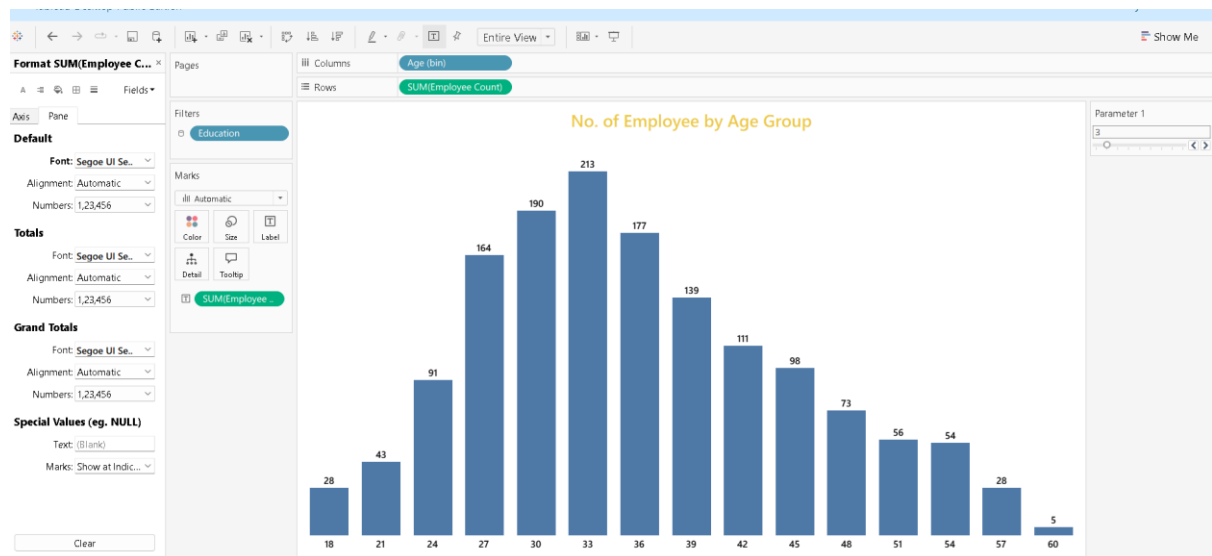 Entire View
Show Me
Format SUM(Employee C... ×
Fields
Axis Pane
Default
Font: Segoe UI Se..
Alignment: Automatic
Numbers: 1,23,456
Totals
Font: Segoe UI Se..
Alignment: Automatic
Numbers: 1,23,456
Grand Totals
Font: Segoe UI Se..
Alignment: Automatic
Numbers: 1,23,456
Special Values (eg. NULL)
Text: (Blank)
Marks: Show at Indic...
Clear
Pages
Filters
Education
Marks
Automatic
Color Size Label
Detail Tooltip
SUM(Employee ..
Columns Age (bin)
Rows SUM(Employee Count)
No. of Employee by Age Group
28 43 91 164 190 213 177 139 111 98 73 56 54 28 5
18 21 24 27 30 33 36 39 42 45 48 51 54 57 60
Parameter 1
3